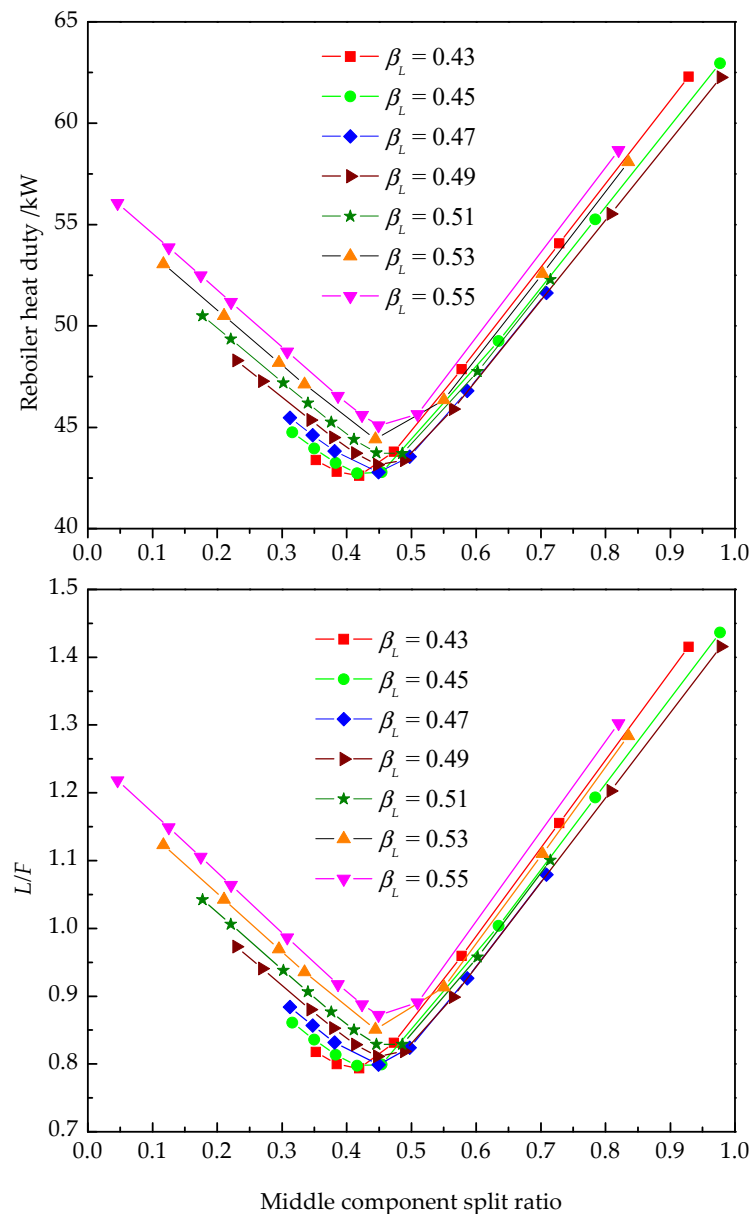 65
60
55
50
45
40
Reboiler heat duty /kW
β_L = 0.43
β_L = 0.45
β_L = 0.47
β_L = 0.49
β_L = 0.51
β_L = 0.53
β_L = 0.55
0.0 0.1 0.2 0.3 0.4 0.5 0.6 0.7 0.8 0.9 1.0
1.5
1.4
1.3
1.2
1.1
1.0
0.9
0.8
0.7
L/F
β_L = 0.43
β_L = 0.45
β_L = 0.47
β_L = 0.49
β_L = 0.51
β_L = 0.53
β_L = 0.55
0.0 0.1 0.2 0.3 0.4 0.5 0.6 0.7 0.8 0.9 1.0
Middle component split ratio